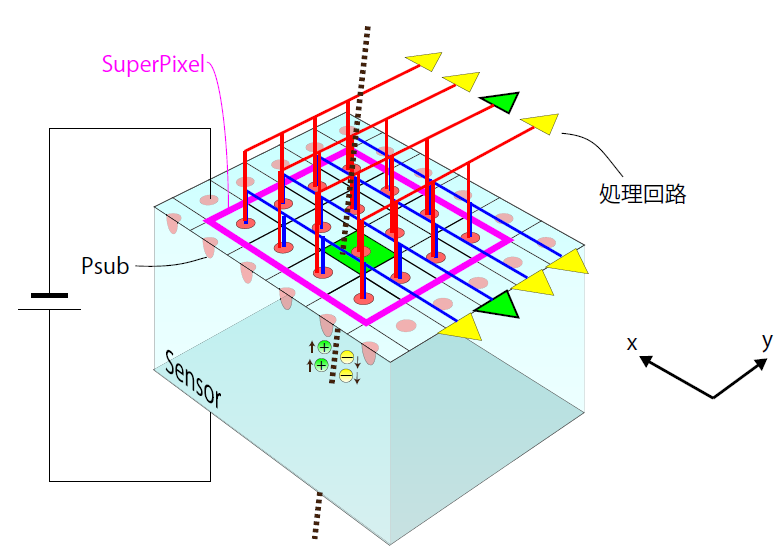 SuperPixel
処理回路
Psub
x
y
Sensor